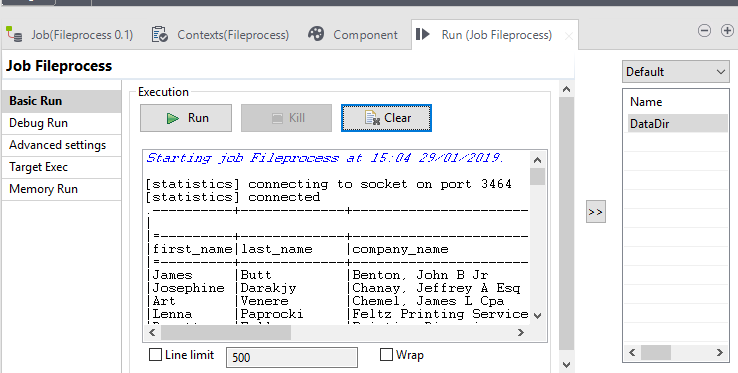 Job(Fileprocess 0.1) Contexts(Fileprocess) Component Run (Job Fileprocess)
Job Fileprocess
Default
Execution
Basic Run
Debug Run
Advanced settings
Target Exec
Memory Run
Run Kill Clear
Name
DataDir
Starting job Fileprocess at 15:04 29/01/2019.
[statistics] connecting to socket on port 3464
[statistics] connected
.----------+--------------+----------------------
|
|=---------+--------------+----------------------
|first_name|last_name |company_name
|=---------+--------------+----------------------
|James |Butt |Benton, John B Jr
|Josephine |Darakjy |Chanay, Jeffrey A Esq
|Art |Venere |Chemel, James L Cpa
|Lenna |Paprocki |Feltz Printing Service
>>
Line limit 500 Wrap